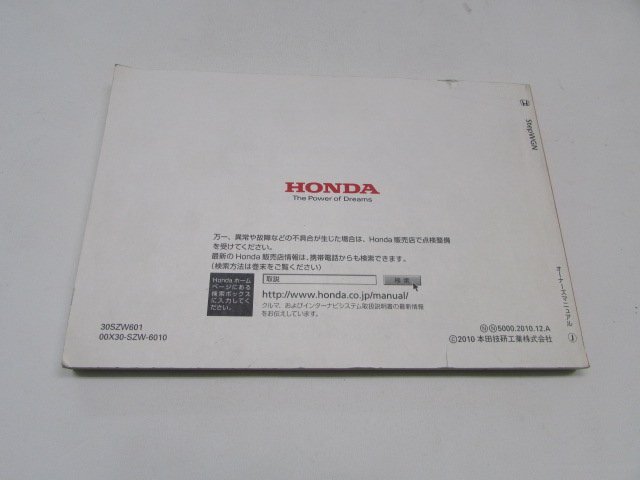 HONDA
The Power of Dreams
万一、異常や故障などの不具合が生じた場合は、Honda 販売店で点検整備
を受けてください。
最新の Honda 販売店情報は、携帯電話からも検索できます。
(検索方法は巻末をご覧ください)
Honda ホーム
ページにある
検索ボックス
に入力してく
ださい。
取説
検 索
http://www.honda.co.jp/manual/
クルマ、およびインターナビシステム取扱説明書の最新情報
をお伝えしています。
30SZW601
00X30-SZW-6010
ⓃⓃ5000.2010.12.A
Ⓒ2010 本田技研工業株式会社
StepWGN
オーナーズマニュアル
J